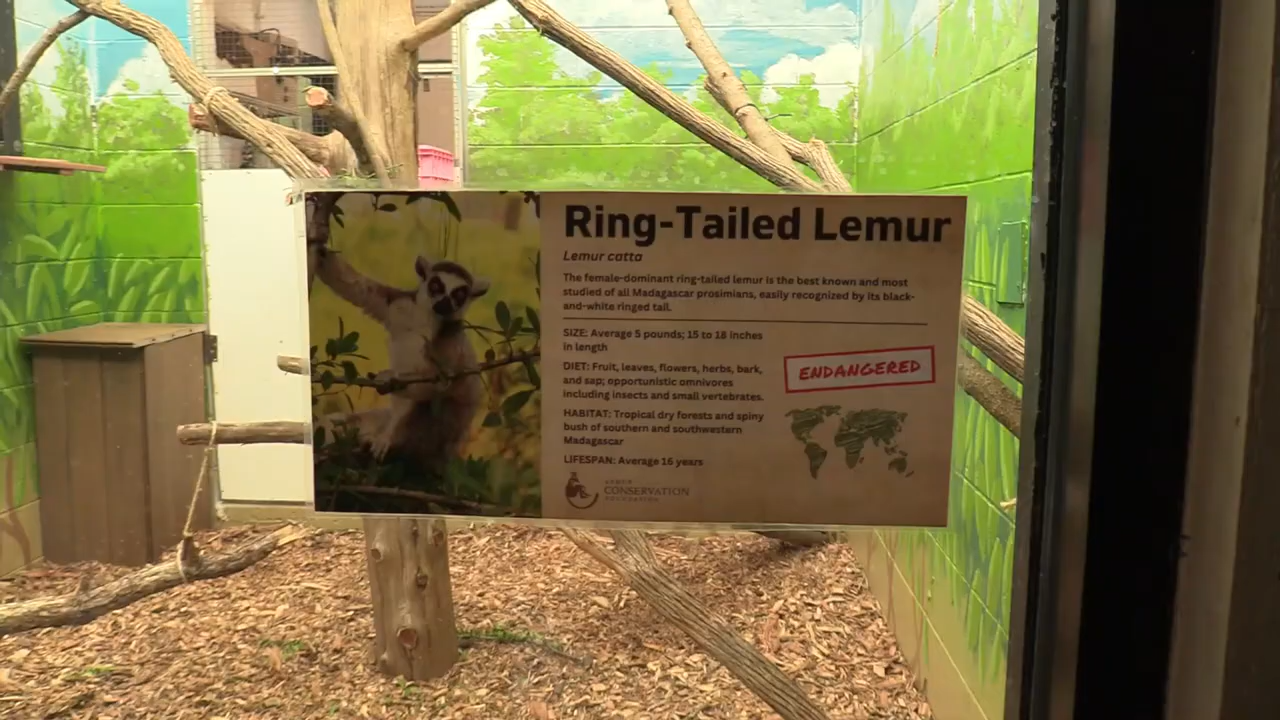 Ring-Tailed Lemur
Lemur catta
The female-dominant ring-tailed lemur is the best known and most
studied of all Madagascar prosimians, easily recognized by its black-
and-white ringed tail.
SIZE: Average 5 pounds; 15 to 18 inches
in length
DIET: Fruit, leaves, flowers, herbs, bark,
and sap; opportunistic omnivores
including insects and small vertebrates.
ENDANGERED
HABITAT: Tropical dry forests and spiny
bush of southern and southwestern
Madagascar
LIFESPAN: Average 16 years
LEMUR
CONSERVATION
FOUNDATION